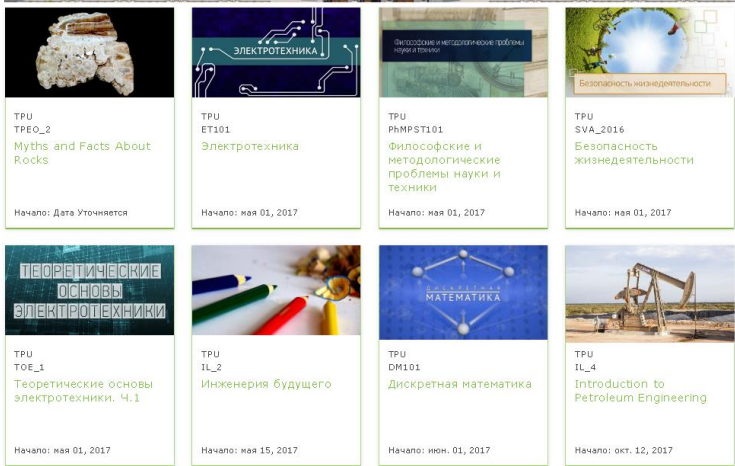 ЭЛЕКТРОТЕХНИКА
Философские и методологические проблемы
науки и техники
Безопасность жизнедеятельности
TPU
TPEO_2
Myths and Facts About
Rocks
Начало: Дата Уточняется
TPU
ET101
Электротехника
Начало: мая 01, 2017
TPU
PhMPST101
Философские и
методологические
проблемы науки и
техники
Начало: мая 01, 2017
TPU
SVA_2016
Безопасность
жизнедеятельности
Начало: мая 01, 2017
ТЕОРЕТИЧЕСКИЕ
ОСНОВЫ
ЭЛЕКТРОТЕХНИКИ
ДИСКРЕТНАЯ
МАТЕМАТИКА
TPU
TOE_1
Теоретические основы
электротехники. Ч.1
Начало: мая 01, 2017
TPU
IL_2
Инженерия будущего
Начало: мая 15, 2017
TPU
DM101
Дискретная математика
Начало: июн. 01, 2017
TPU
IL_4
Introduction to
Petroleum Engineering
Начало: окт. 12, 2017